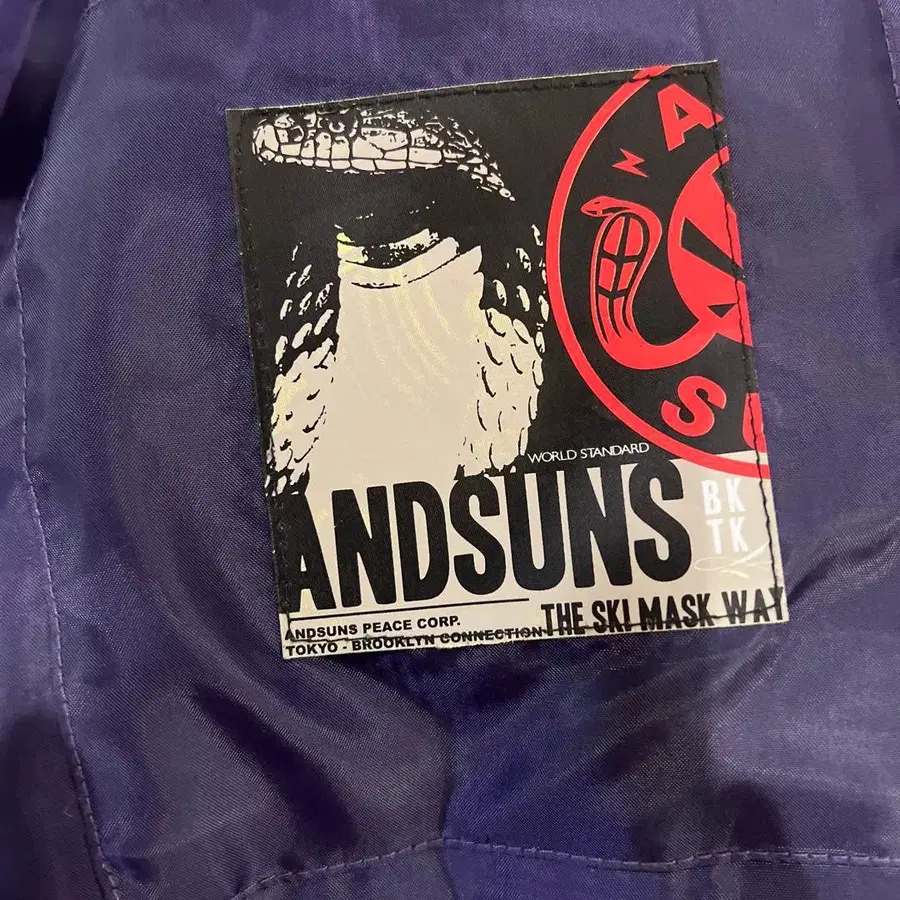 A
S
WORLD STANDARD
ANDSUNS
BK
TK
THE SKI MASK WAY
ANDSUNS PEACE CORP.
TOKYO - BROOKLYN CONNECTION